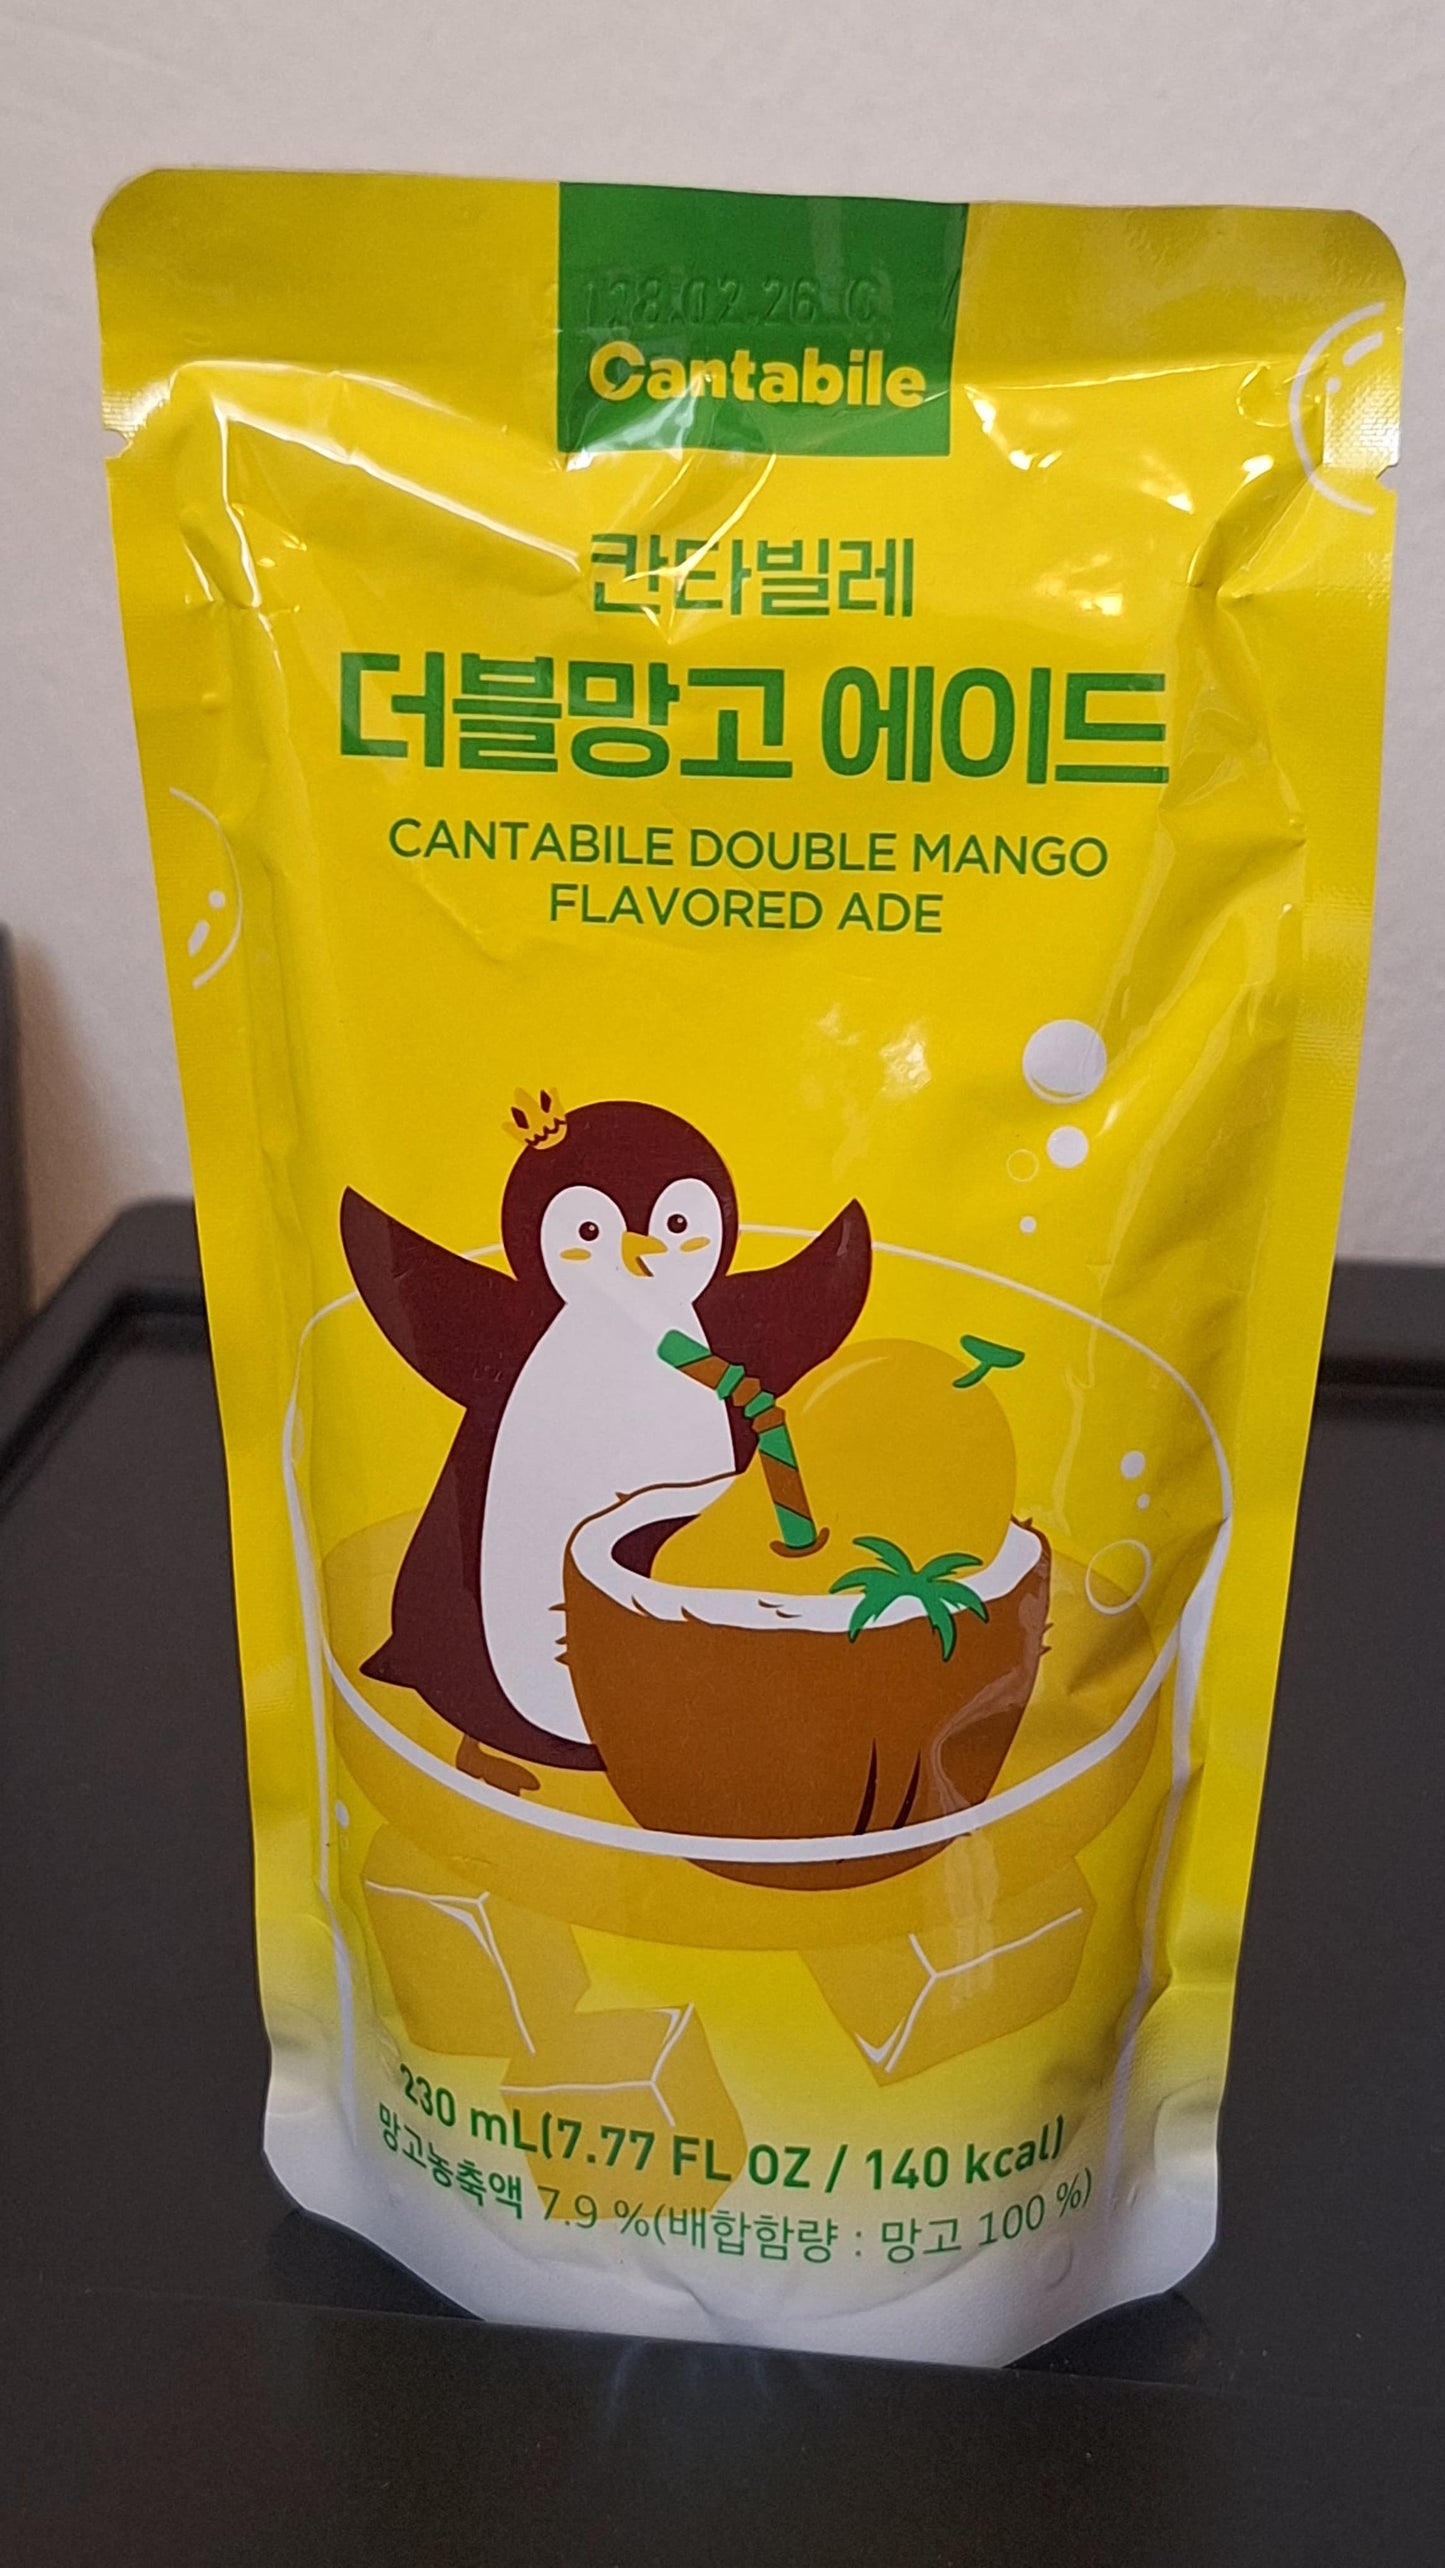 Cantabile
칸타빌레
더블망고 에이드
CANTABILE DOUBLE MANGO
FLAVORED ADE
230 mL(7.77 FL OZ / 140 kcal)
망고농축액 7.9 %(배합함량 : 망고 100 %)